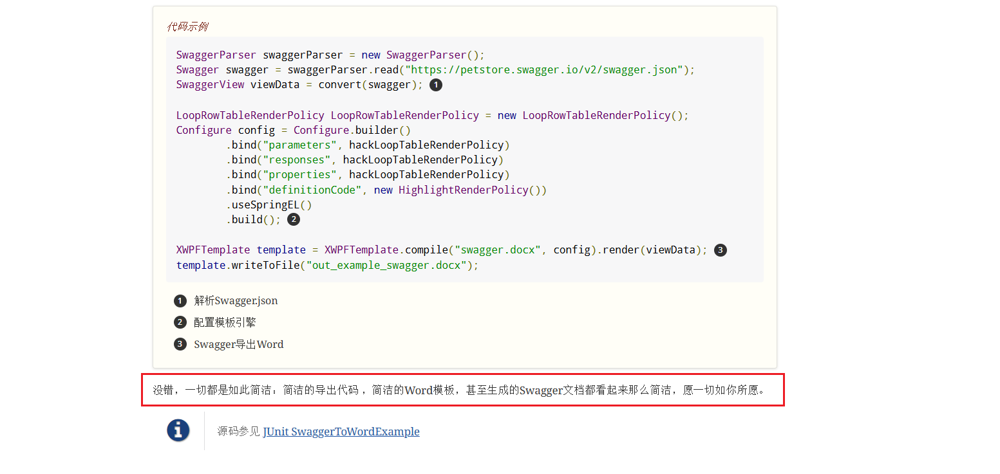 代码示例
SwaggerParser swaggerParser = new SwaggerParser();
Swagger swagger = swaggerParser.read("https://petstore.swagger.io/v2/swagger.json");
SwaggerView viewData = convert(swagger); 1
LoopRowTableRenderPolicy LoopRowTableRenderPolicy = new LoopRowTableRenderPolicy();
Configure config = Configure.builder()
.bind("parameters", hackLoopTableRenderPolicy)
.bind("responses", hackLoopTableRenderPolicy)
.bind("properties", hackLoopTableRenderPolicy)
.bind("definitionCode", new HighlightRenderPolicy())
.useSpringEL()
.build(); 2
XWPFTemplate template = XWPFTemplate.compile("swagger.docx", config).render(viewData); 3
template.writeToFile("out_example_swagger.docx");
1 解析Swagger.json
2 配置模板引擎
3 Swagger导出Word
没错，一切都是如此简洁：简洁的导出代码，简洁的Word模板，甚至生成的Swagger文档都看起来那么简洁，愿一切如你所愿。
源码参见 JUnit SwaggerToWordExample